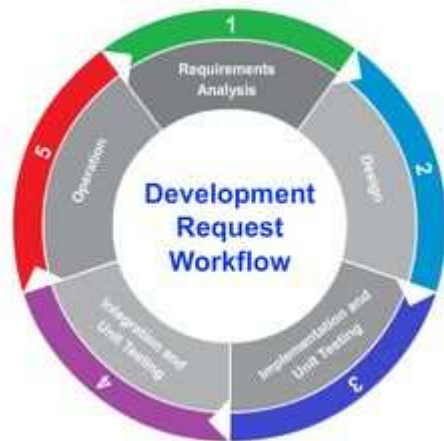 1
Requirements
Analysis
2
Design
3
Implementation and
Unit Testing
4
Integration and
Unit Testing
5
Operation
Development
Request
Workflow